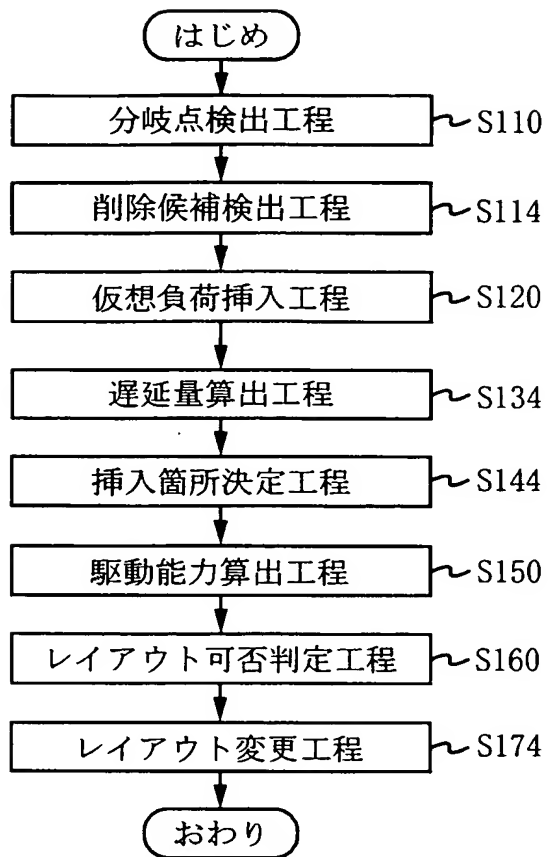 はじめ
分岐点検出工程 S110
削除候補検出工程 S114
仮想負荷挿入工程 S120
遅延量算出工程 S134
挿入箇所決定工程 S144
駆動能力算出工程 S150
レイアウト可否判定工程 S160
レイアウト変更工程 S174
おわり